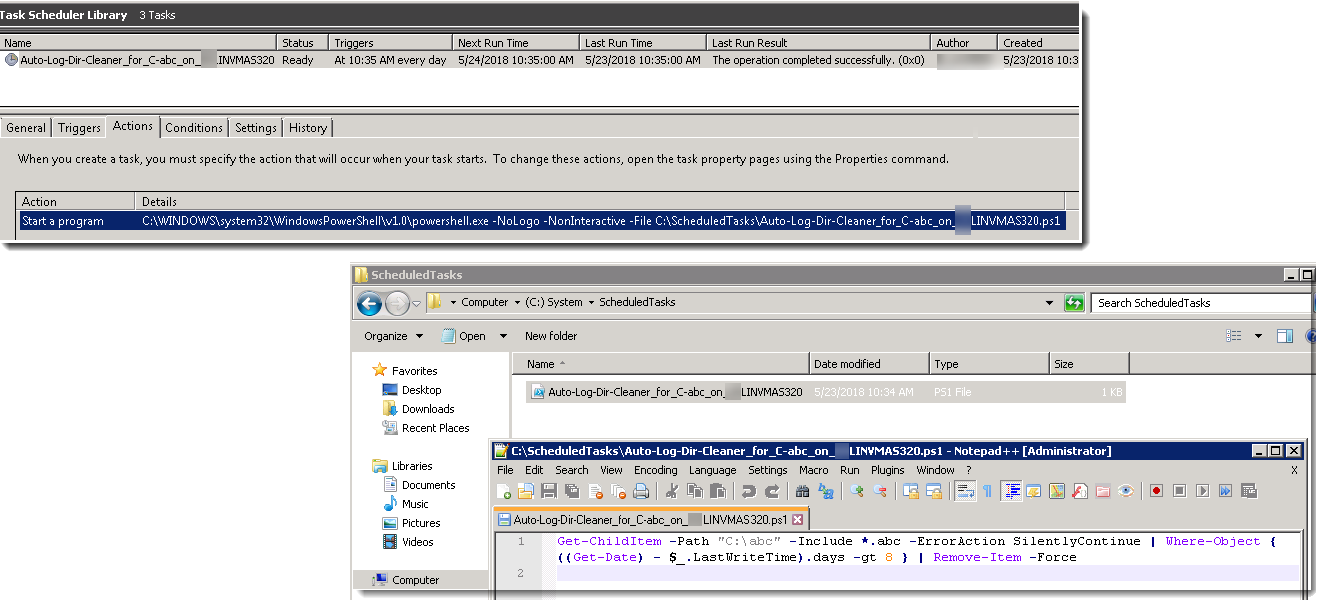 Task Scheduler Library 3 Tasks
Name Status Triggers Next Run Time Last Run Time Last Run Result Author Created
Auto-Log-Dir-Cleaner_for_C-abc_on_ LINVMAS320 Ready At 10:35 AM every day 5/24/2018 10:35:00 AM 5/23/2018 10:35:00 AM The operation completed successfully. (0x0) 5/23/2018 10:3
General Triggers Actions Conditions Settings History
When you create a task, you must specify the action that will occur when your task starts. To change these actions, open the task property pages using the Properties command.
Action Details
Start a program C:\WINDOWS\system32\WindowsPowerShell\v1.0\powershell.exe -NoLogo -NonInteractive -File C:\ScheduledTasks\Auto-Log-Dir-Cleaner_for_C-abc_on_ LINVMAS320.ps1
ScheduledTasks
Computer (C:) System ScheduledTasks Search ScheduledTasks
Organize Open New folder
Name Date modified Type Size
Auto-Log-Dir-Cleaner_for_C-abc_on_ LINVMAS320 5/23/2018 10:34 AM PS1 File 1 KB
Favorites
Desktop
Downloads
Recent Places
Libraries
Documents
Music
Pictures
Videos
Computer
C:\ScheduledTasks\Auto-Log-Dir-Cleaner_for_C-abc_on_ LINVMAS320.ps1 - Notepad++ [Administrator]
File Edit Search View Encoding Language Settings Macro Run Plugins Window ? X
Auto-Log-Dir-Cleaner_for_C-abc_on_ LINVMAS320.ps1
1 Get-ChildItem -Path "C:\abc" -Include *.abc -ErrorAction SilentlyContinue | Where-Object {
((Get-Date) - $_.LastWriteTime).days -gt 8 } | Remove-Item -Force
2